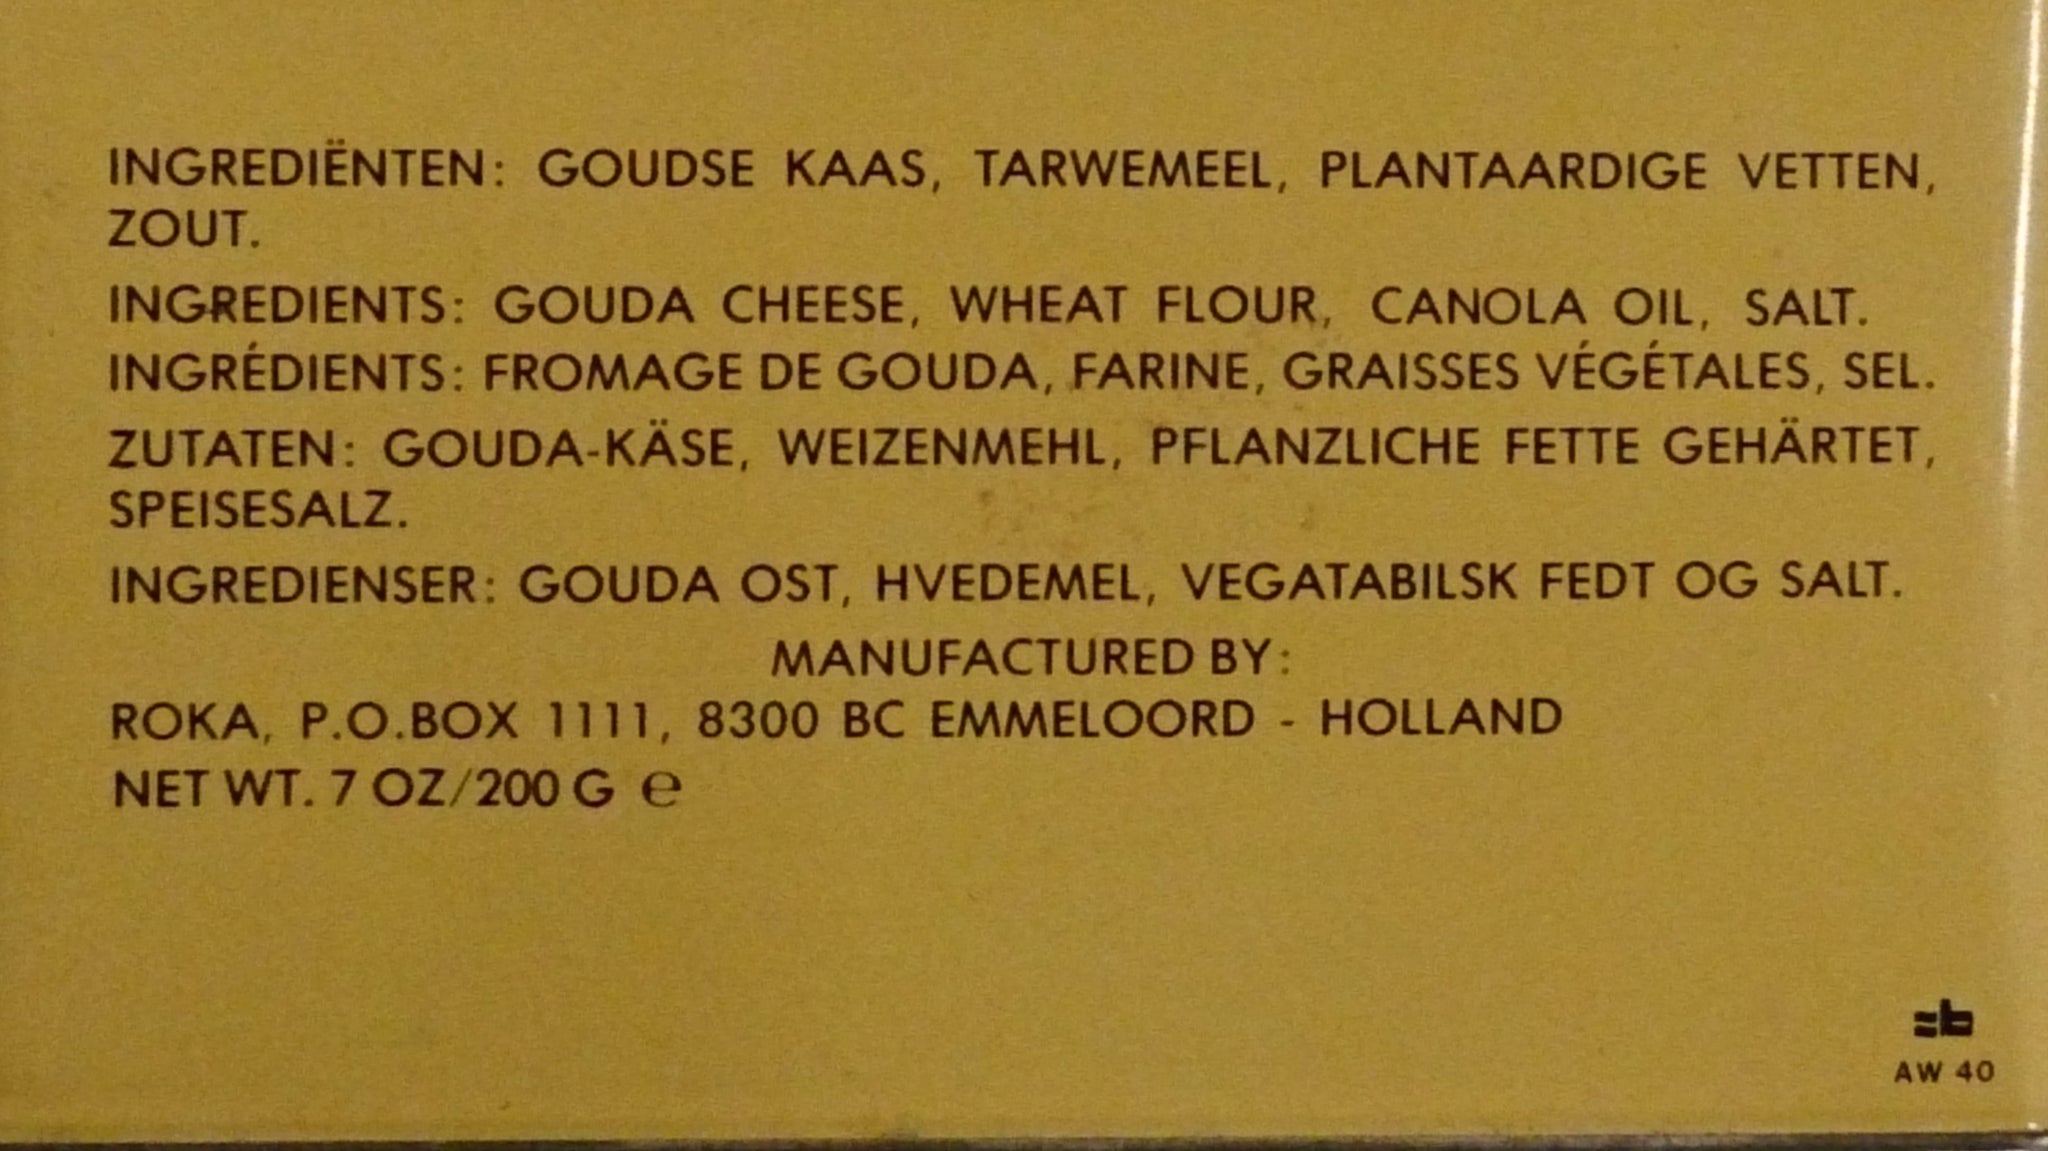 INGREDIËNTEN: GOUDSE KAAS, TARWEMEEL, PLANTAARDIGE VETTEN,
ZOUT.
INGREDIENTS: GOUDA CHEESE, WHEAT FLOUR, CANOLA OIL, SALT.
INGRÉDIENTS: FROMAGE DE GOUDA, FARINE, GRAISSES VÉGÉTALES, SEL.
ZUTATEN: GOUDA-KÄSE, WEIZENMEHL, PFLANZLICHE FETTE GEHÄRTET,
SPEISESALZ.
INGREDIENSER: GOUDA OST, HVEDEMEL, VEGATABILSK FEDT OG SALT.
MANUFACTURED BY:
ROKA, P.O.BOX 1111, 8300 BC EMMELOORD - HOLLAND
NET WT. 7 OZ/200 G ℮
AW 40